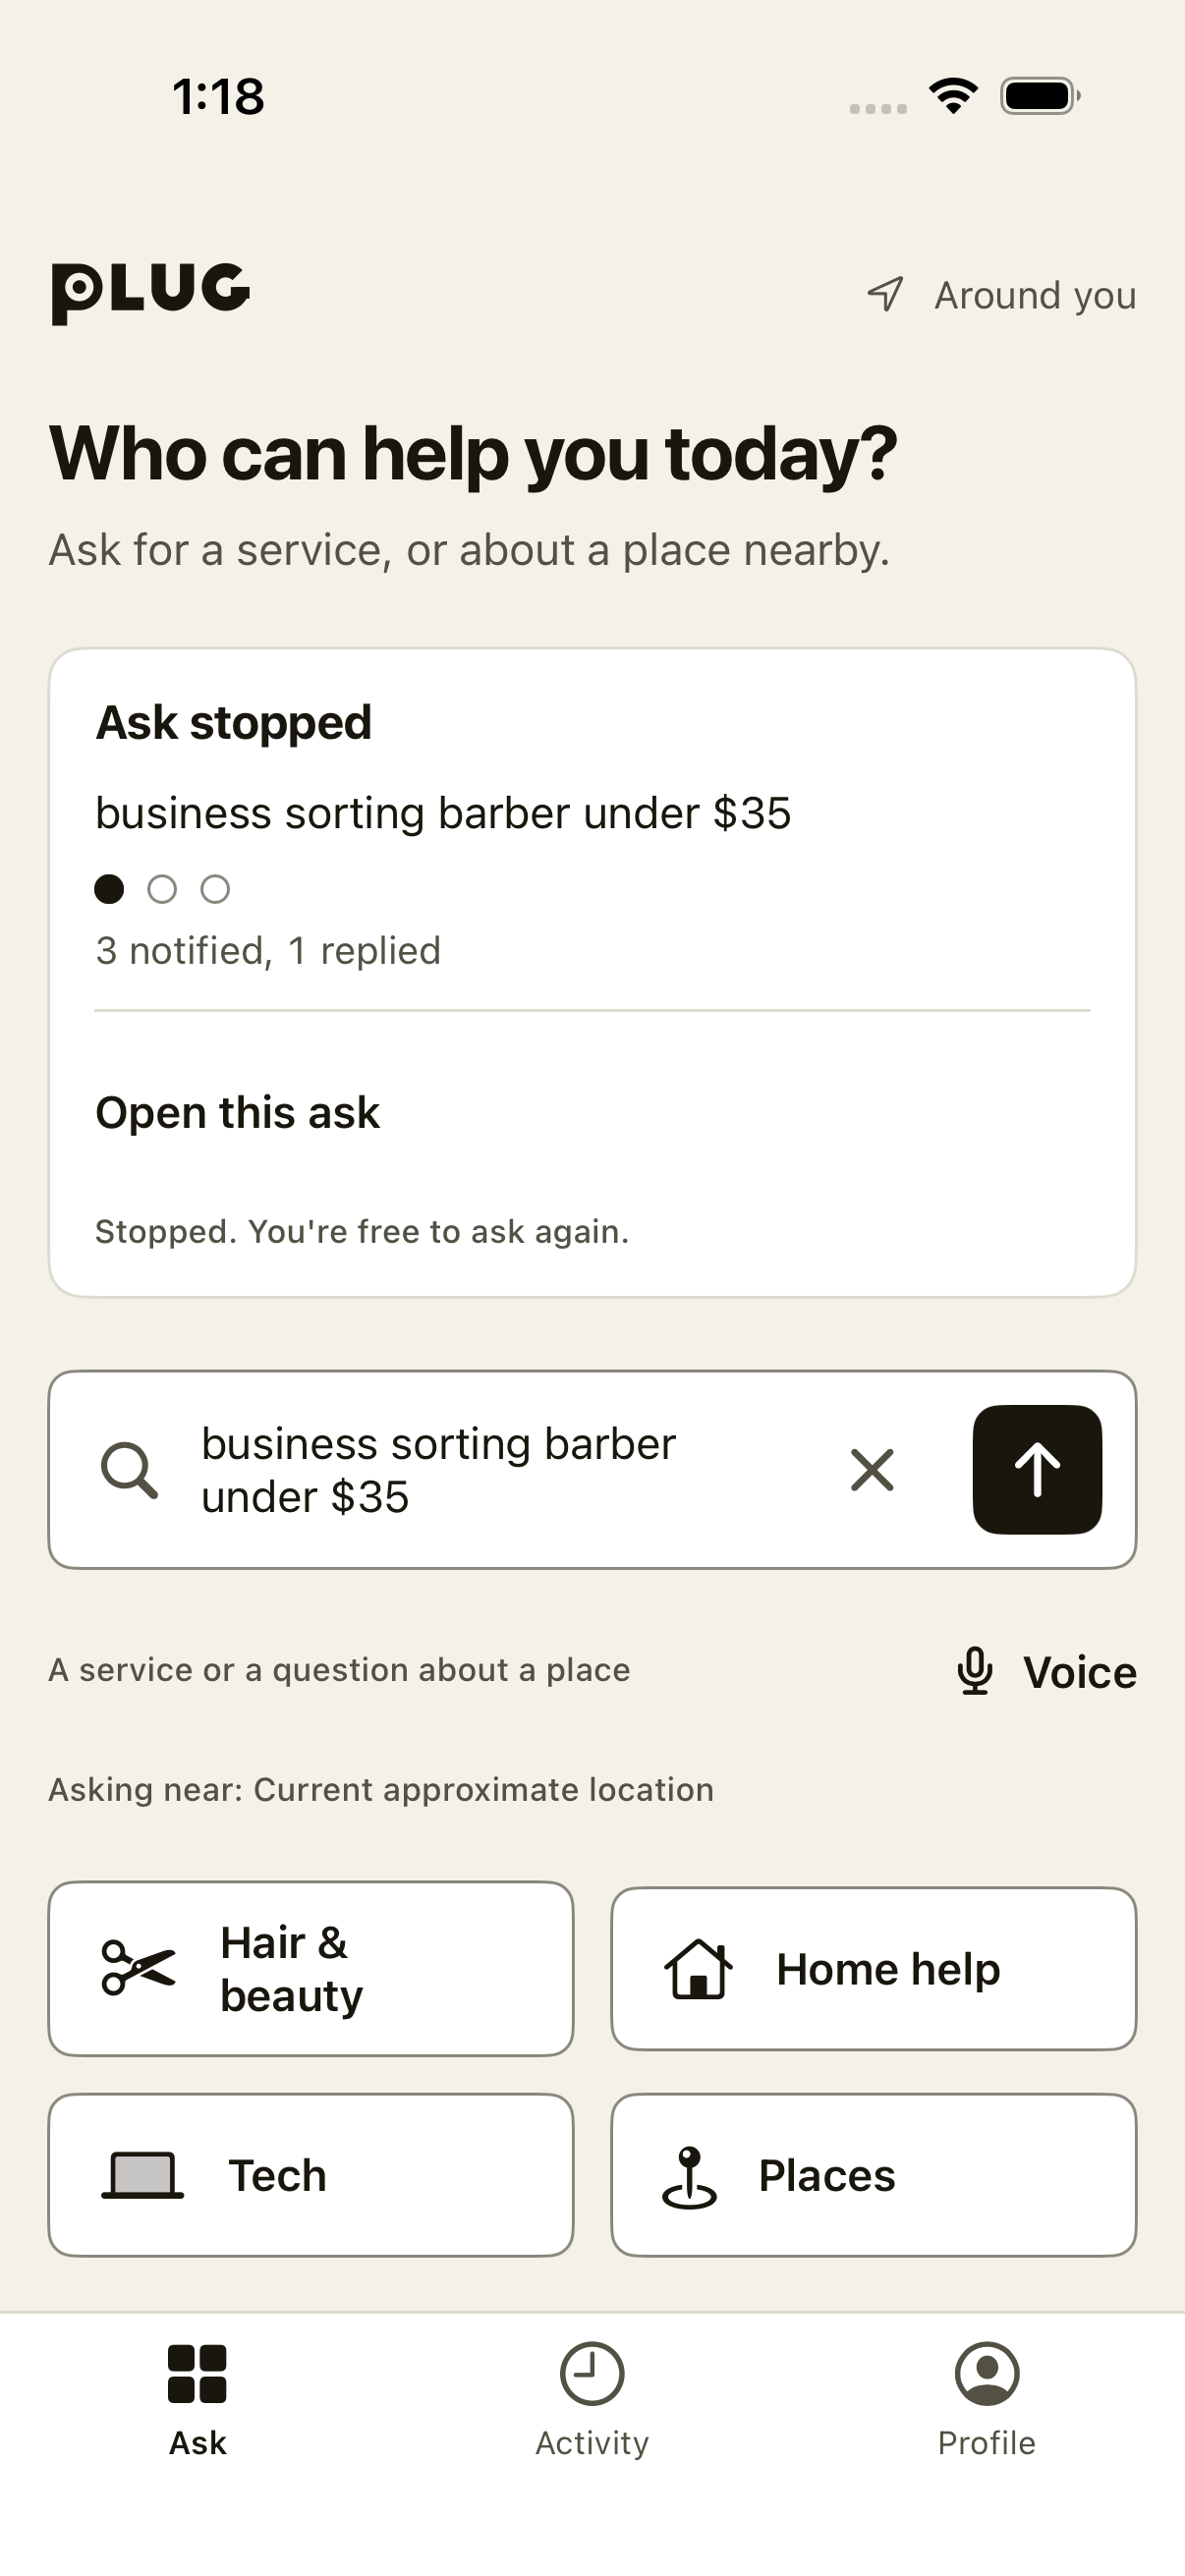 1:18
PLUG
Around you
Who can help you today?
Ask for a service, or about a place nearby.
Ask stopped
business sorting barber under $35
3 notified, 1 replied
Open this ask
Stopped. You're free to ask again.
business sorting barber
under $35
A service or a question about a place
Voice
Asking near: Current approximate location
Hair &
beauty
Home help
Tech
Places
Ask
Activity
Profile